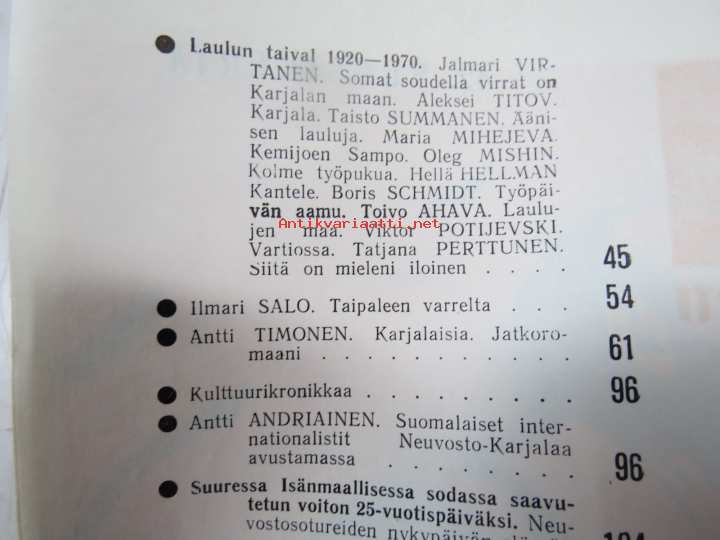 Laulun taival 1920—1970. Jalmari VIR-
TANEN. Somat soudella virrat on
Karjalan maan. Aleksei TITOV.
Karjala. Taisto SUMMANEN. Ääni-
sen lauluja. Maria MIHEJEVA.
Kemijoen Sampo. Oleg MISHIN.
Kolme työpukua. Hellä HELLMAN
Kantele. Boris SCHMIDT. Työpäi-
vän aamu. Toivo AHAVA. Laulu-
Antikvariaatti.net
jen maa. Viktor POTIJEVSKI.
Vartiossa. Tatjana PERTTUNEN.
Siitä on mieleni iloinen . . . . 45
Ilmari SALO. Taipaleen varrelta . . . 54
Antti TIMONEN. Karjalaisia. Jatkoro-
maani . . . . . . . . . . 61
Kulttuurikronikkaa . . . . . . . . 96
Antti ANDRIAINEN. Suomalaiset inter-
nationalistit Neuvosto-Karjalaa
avustamassa . . . . . . . 96
Suuressa Isänmaallisessa sodassa saavu-
tetun voiton 25-vuotispäiväksi. Neu-
vostosotureiden nykypäivän